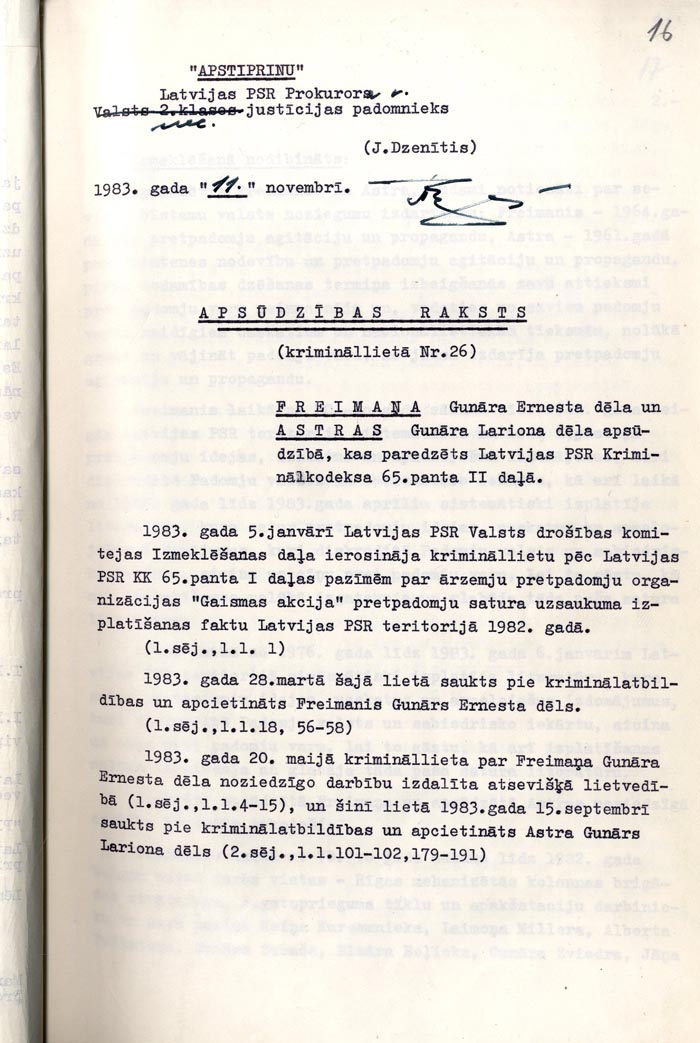 16
17
"APSTIPRINU"
Latvijas PSR Prokurora v.
Valsts 2.klases justīcijas padomnieks
(J.Dzenītis)
1983. gada "11." novembrī.
APSŪDZĪBAS RAKSTS
(krimināllietā Nr.26)
FREIMAŅA Gunāra Ernesta dēla un
ASTRAS Gunāra Lariona dēla apsū-
dzībā, kas paredzēts Latvijas PSR Krimi-
nālkodeksa 65.panta II daļā.
1983. gada 5.janvārī Latvijas PSR Valsts drošības komi-
tejas Izmeklēšanas daļa ierosināja krimināllietu pēc Latvijas
PSR KK 65.panta I daļas pazīmēm par ārzemju pretpadomju orga-
nizācijas "Gaismas akcija" pretpadomju satura uzsaukuma iz-
platīšanas faktu Latvijas PSR teritorijā 1982. gadā.
(1.sēj.,l.l. 1)
1983. gada 28.martā šajā lietā saukts pie kriminālatbil-
dības un apcietināts Freimanis Gunārs Ernesta dēls.
(1.sēj.,l.l.18, 56-58)
1983. gada 20. maijā krimināllieta par Freimaņa Gunāra
Ernesta dēla noziedzīgo darbību izdalīta atsevišķā lietvedī-
bā (1.sēj.,l.l.4-15), un šinī lietā 1983.gada 15.septembrī
saukts pie kriminālatbildības un apcietināts Astra Gunārs
Lariona dēls (2.sēj.,l.l.101-102,179-191)